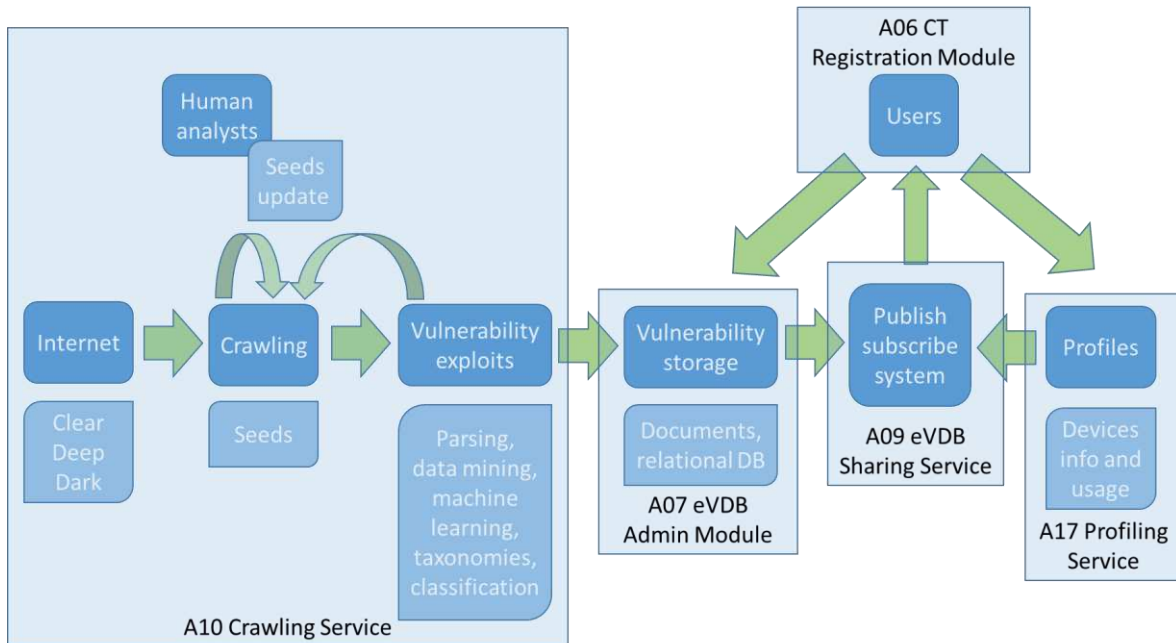 A06 CT
Registration Module
Users
Human
analysts
Seeds
update
Internet
Clear
Deep
Dark
Crawling
Seeds
Vulnerability
exploits
Parsing,
data mining,
machine
learning,
taxonomies,
classification
A10 Crawling Service
Vulnerability
storage
Documents,
relational DB
A07 eVDB
Admin Module
Publish
subscribe
system
A09 eVDB
Sharing Service
Profiles
Devices
info and
usage
A17 Profiling
Service